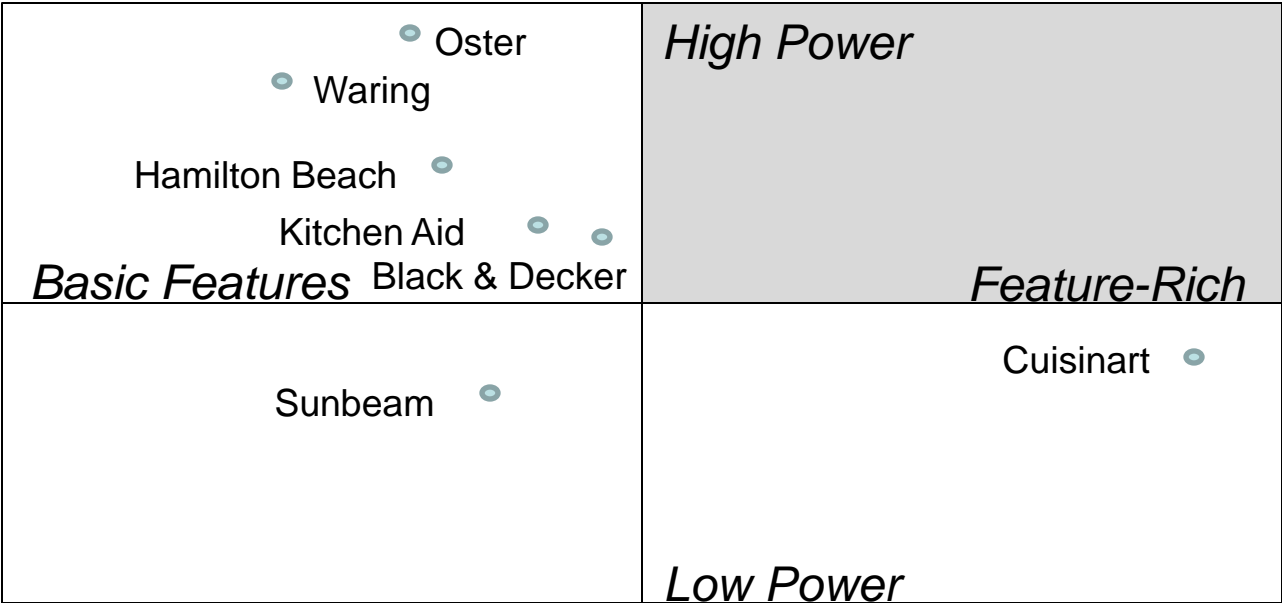 Oster
High Power
Waring
Hamilton Beach
Kitchen Aid
Basic Features
Black & Decker
Feature-Rich
Cuisinart
Sunbeam
Low Power